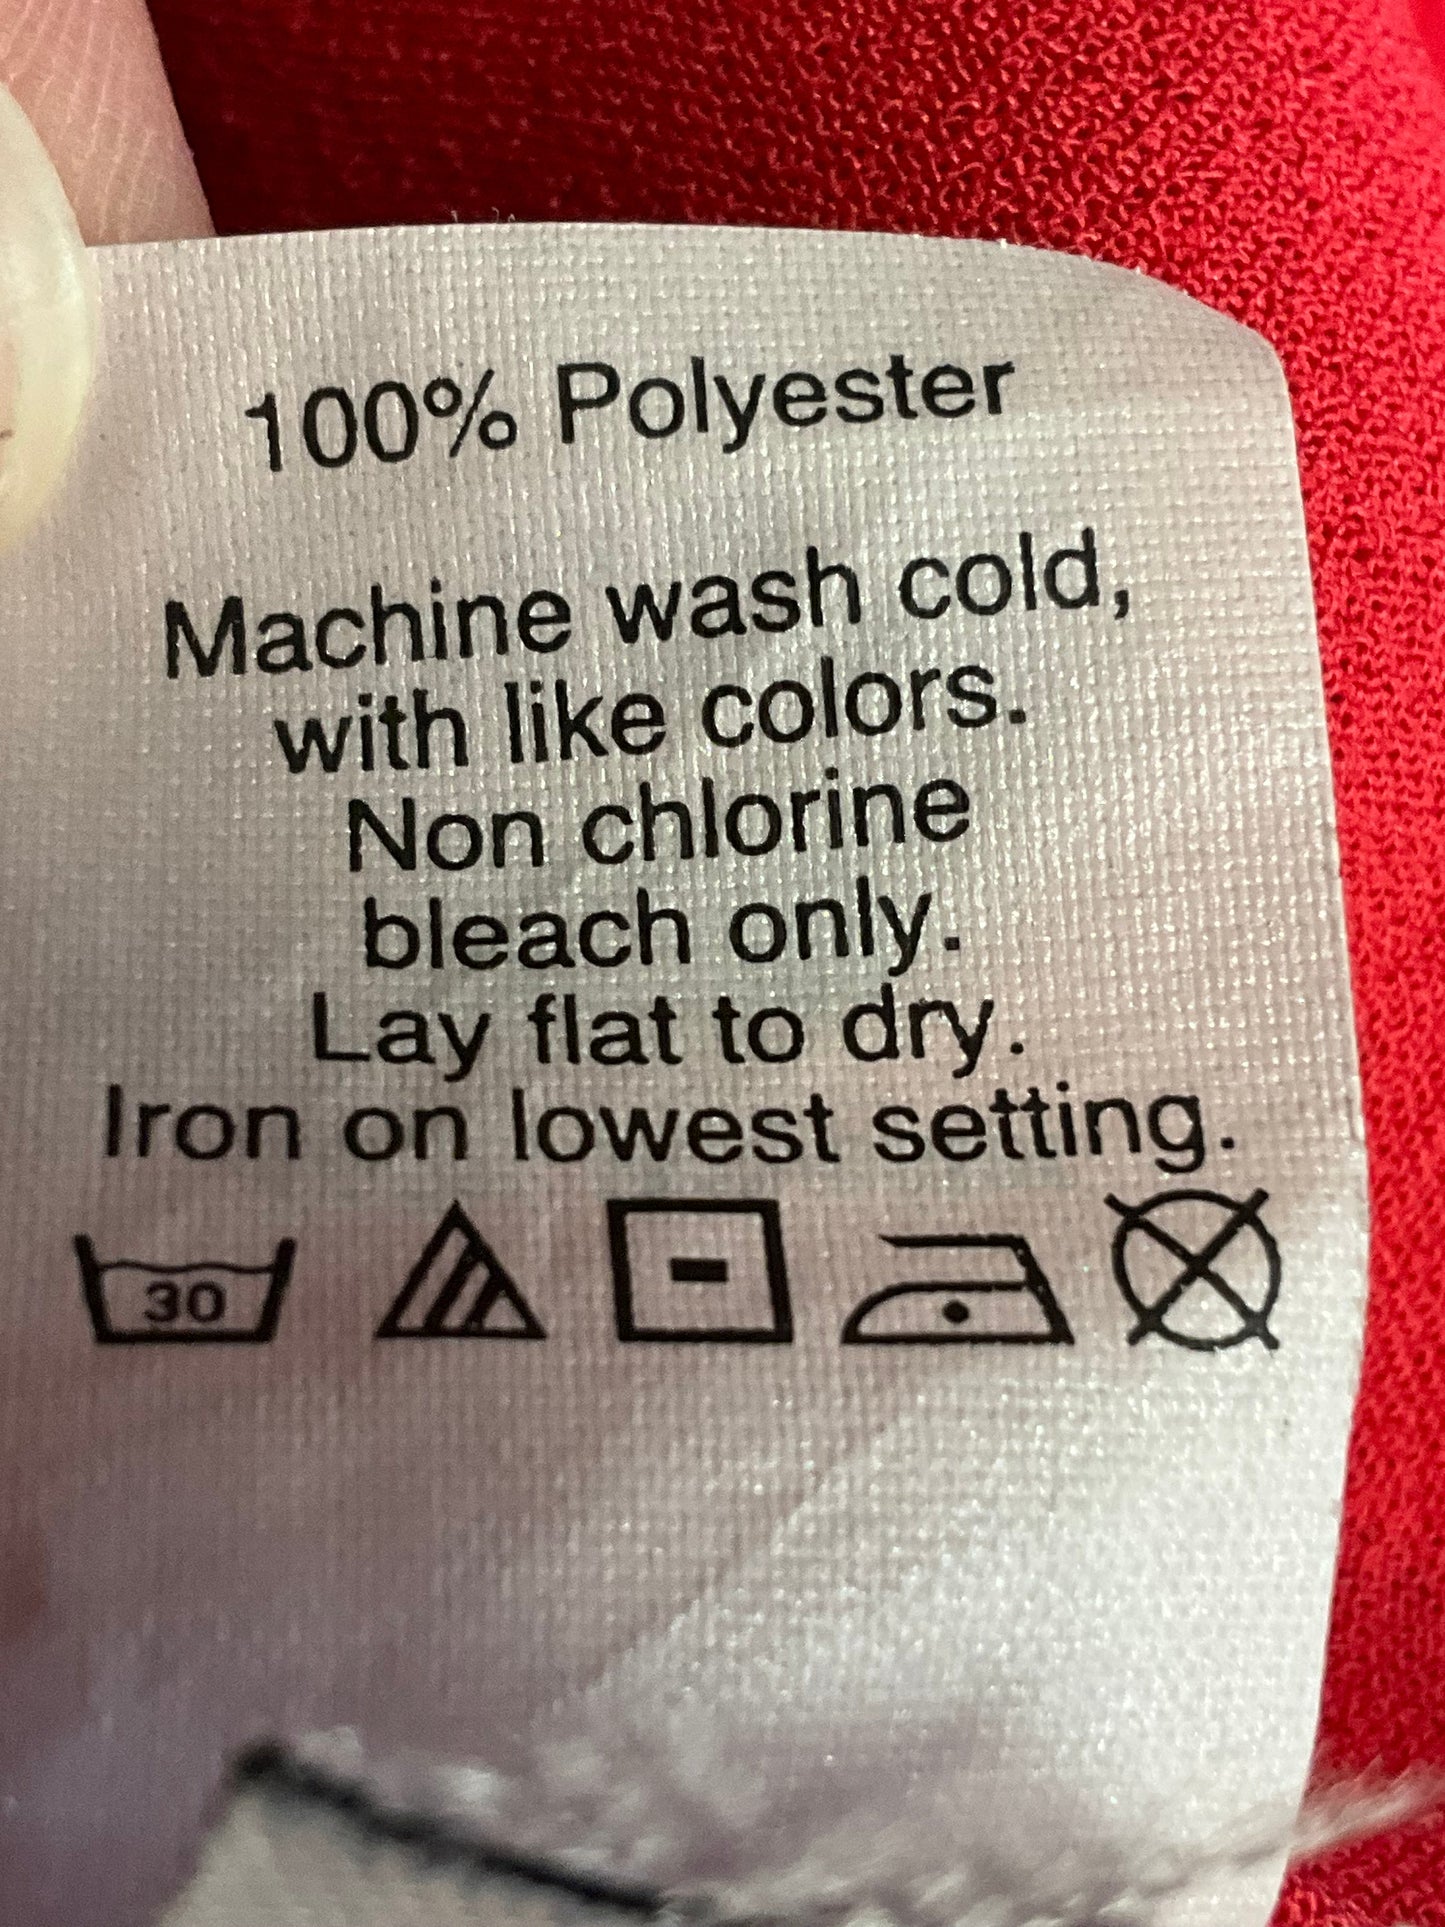 100% Polyester
Machine wash cold,
with like colors.
Non chlorine
bleach only.
Lay flat to dry.
Iron on lowest setting.
30